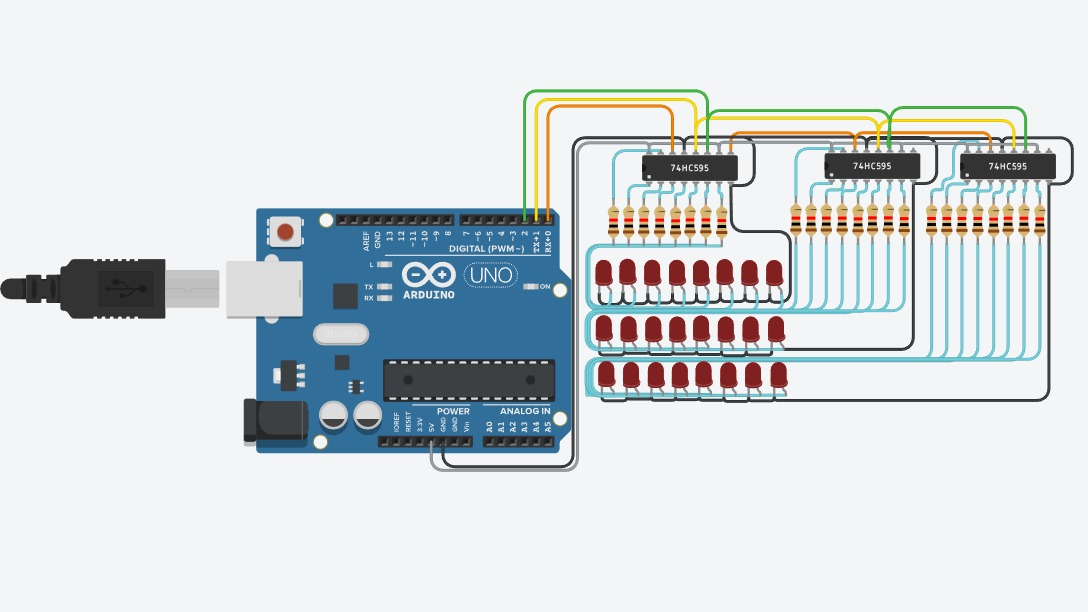 74HC595
74HC595
74HC595
AREF
GND
13
12
~11
~10
~9
8
7
~6
~5
4
~3
2
TX→1
RX←0
DIGITAL (PWM~)
L
TX
RX
ARDUINO
UNO
ON
POWER
ANALOG IN
IOREF
RESET
3.3V
5V
GND
GND
Vin
A0
A1
A2
A3
A4
A5